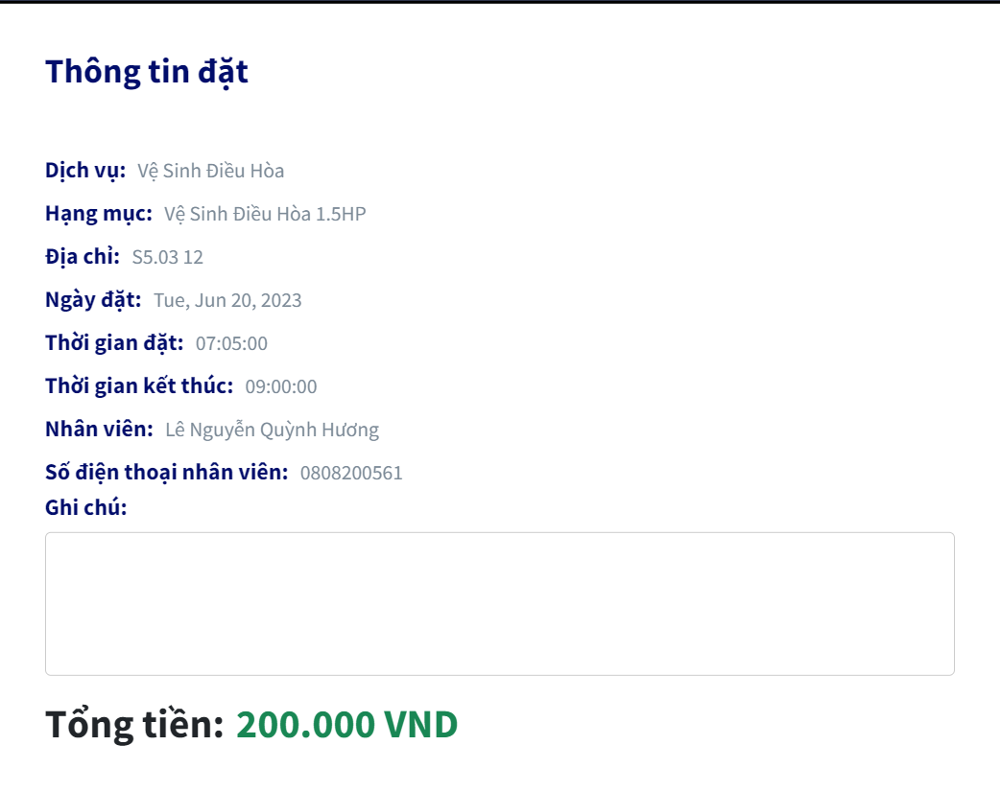 Thông tin đặt
Dịch vụ: Vệ Sinh Điều Hòa
Hạng mục: Vệ Sinh Điều Hòa 1.5HP
Địa chỉ: S5.03 12
Ngày đặt: Tue, Jun 20, 2023
Thời gian đặt: 07:05:00
Thời gian kết thúc: 09:00:00
Nhân viên: Lê Nguyễn Quỳnh Hương
Số điện thoại nhân viên: 0808200561
Ghi chú:
Tổng tiền: 200.000 VND